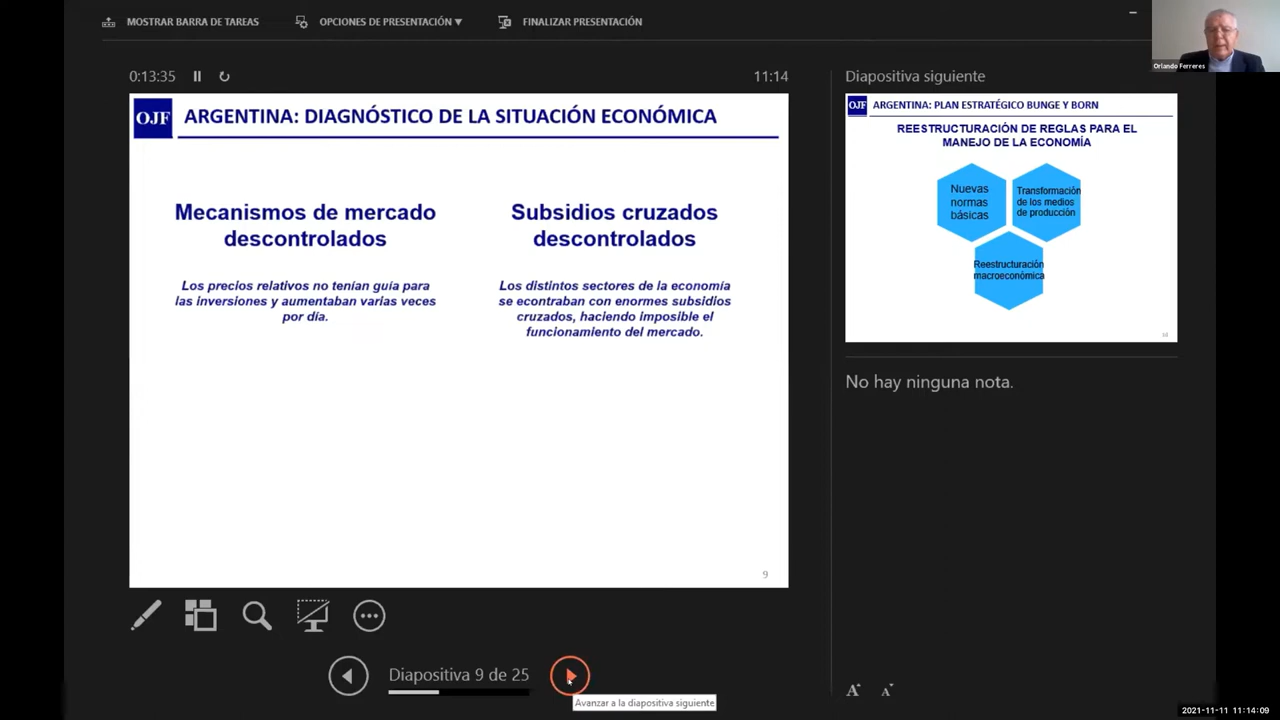 MOSTRAR BARRA DE TAREAS
OPCIONES DE PRESENTACIÓN ▼
FINALIZAR PRESENTACIÓN
Orlando Ferreres
0:13:35
11:14
OJF
ARGENTINA: DIAGNÓSTICO DE LA SITUACIÓN ECONÓMICA
Mecanismos de mercado
descontrolados
Los precios relativos no tenían guía para
las inversiones y aumentaban varias veces
por día.
Subsidios cruzados
descontrolados
Los distintos sectores de la economía
se econtraban con enormes subsidios
cruzados, haciendo imposible el
funcionamiento del mercado.
9
Diapositiva siguiente
OJF
ARGENTINA: PLAN ESTRATÉGICO BUNGE Y BORN
REESTRUCTURACIÓN DE REGLAS PARA EL
MANEJO DE LA ECONOMÍA
Nuevas
normas
básicas
Transformación
de los medios
de producción
Reestructuración
macroeconómica
No hay ninguna nota.
Diapositiva 9 de 25
Avanzar a la diapositiva siguiente
A A
2021-11-11 11:14:09